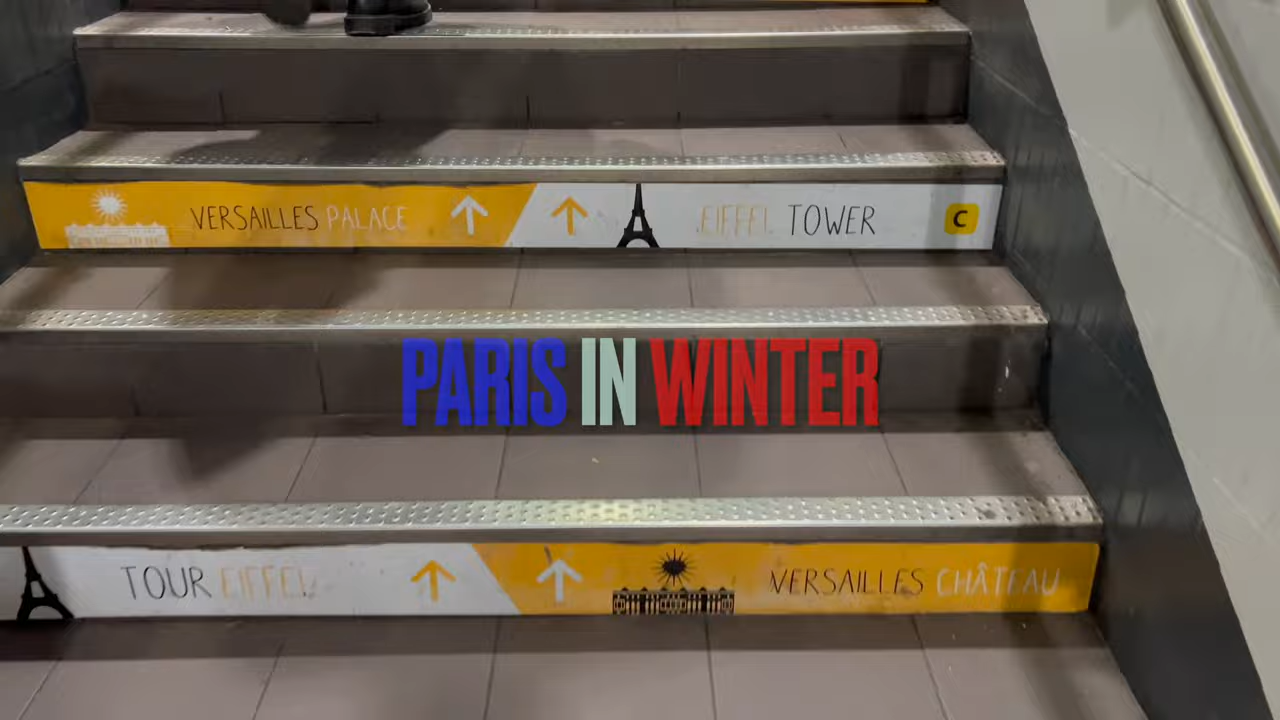 VERSAILLES PALACE EIFFEL TOWER C
PARIS IN WINTER
TOUR EIFFEL VERSAILLES CHÂTEAU